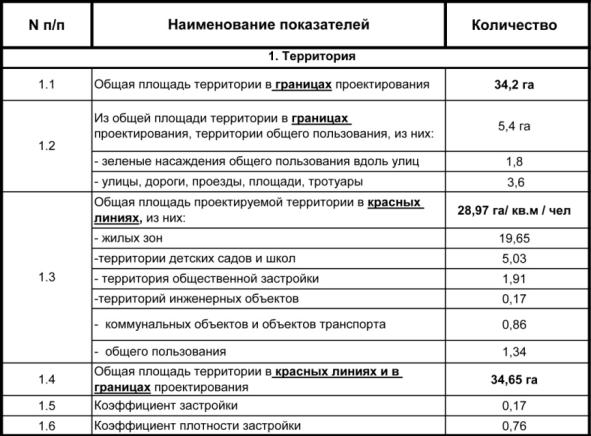 N п/п Наименование показателей Количество
1. Территория
1.1 Общая площадь территории в границах проектирования 34,2 га
1.2 Из общей площади территории в границах
проектирования, территории общего пользования, из них: 5,4 га
- зеленые насаждения общего пользования вдоль улиц 1,8
- улицы, дороги, проезды, площади, тротуары 3,6
1.3 Общая площадь проектируемой территории в красных
линиях, из них: 28,97 га/ кв.м / чел
- жилых зон 19,65
-территории детских садов и школ 5,03
- территория общественной застройки 1,91
-территорий инженерных объектов 0,17
- коммунальных объектов и объектов транспорта 0,86
- общего пользования 1,34
1.4 Общая площадь территории в красных линиях и в
границах проектирования 34,65 га
1.5 Коэффициент застройки 0,17
1.6 Коэффициент плотности застройки 0,76